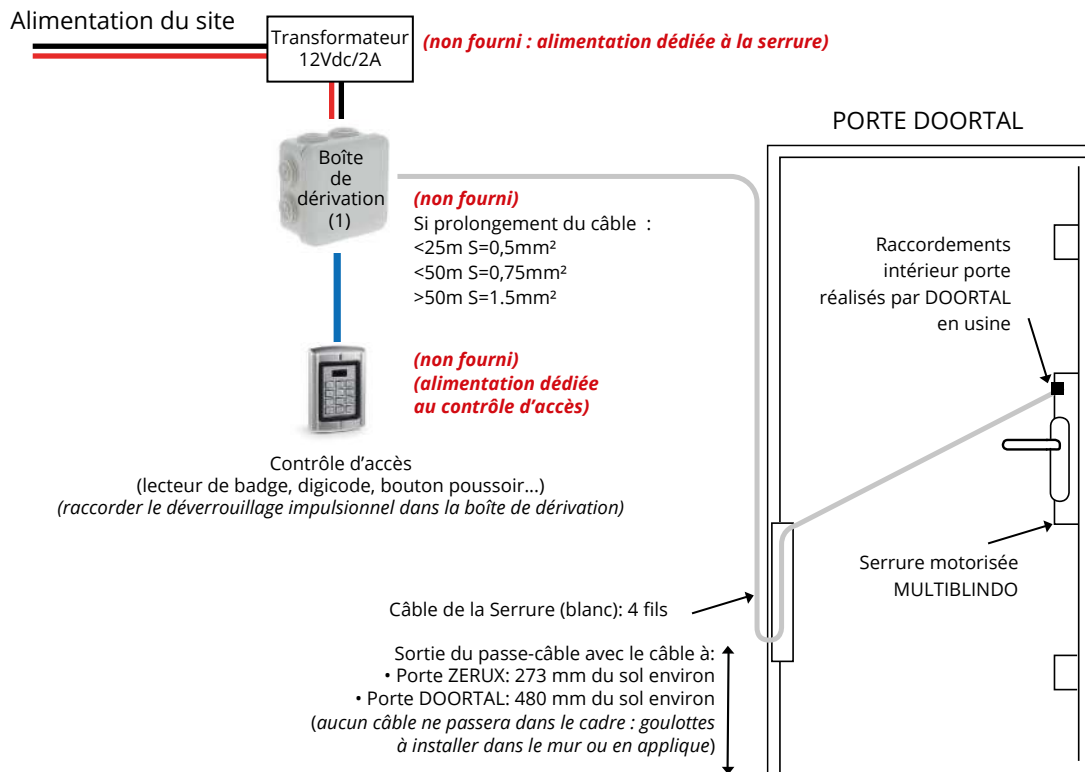 Alimentation du site
Transformateur
12Vdc/2A
(non fourni : alimentation dédiée à la serrure)
PORTE DOORTAL
Boîte
de
dérivation
(1)
(non fourni)
Si prolongement du câble :
<25m S=0,5mm²
<50m S=0,75mm²
>50m S=1.5mm²
Raccordements
intérieur porte
réalisés par DOORTAL
en usine
(non fourni)
(alimentation dédiée
au contrôle d’accès)
Contrôle d’accès
(lecteur de badge, digicode, bouton poussoir...)
(raccorder le déverrouillage impulsionnel dans la boîte de dérivation)
Serrure motorisée
MULTIBLINDO
Câble de la Serrure (blanc): 4 fils
Sortie du passe-câble avec le câble à:
• Porte ZERUX: 273 mm du sol environ
• Porte DOORTAL: 480 mm du sol environ
(aucun câble ne passera dans le cadre : goulottes
à installer dans le mur ou en applique)